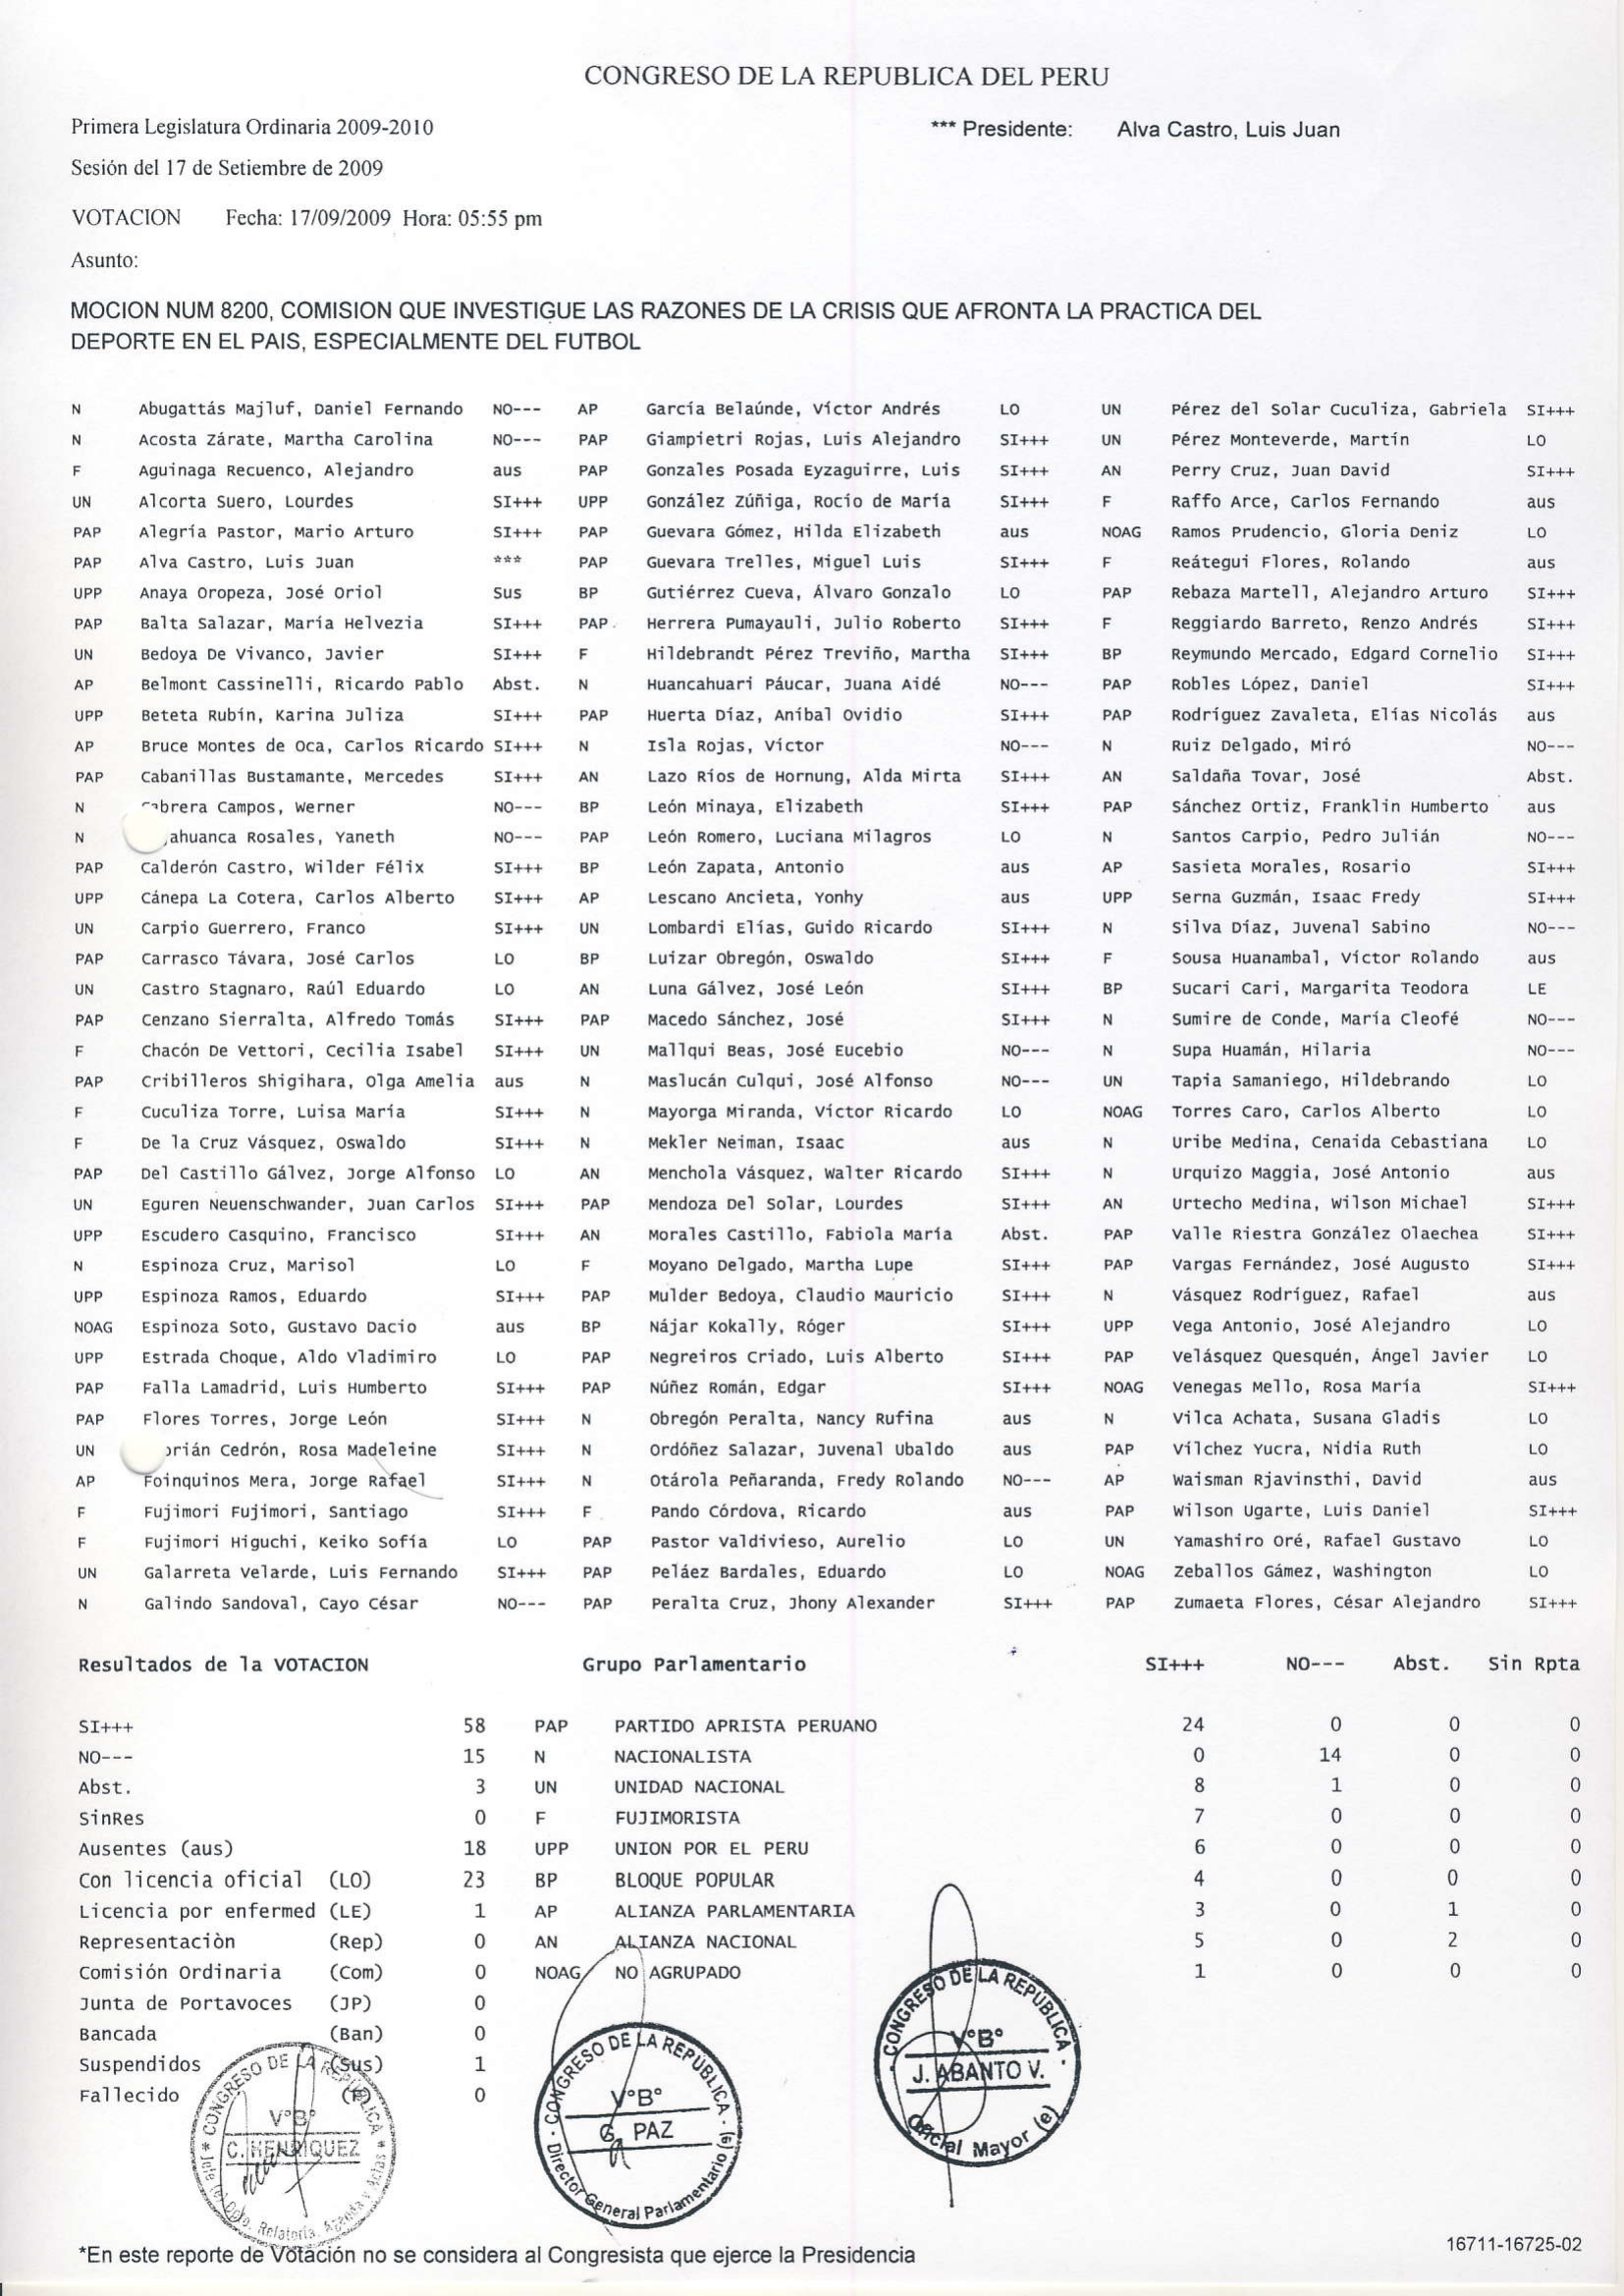 CONGRESO DE LA REPUBLICA DEL PERU
Primera Legislatura Ordinaria 2009-2010 *** Presidente: Alva Castro, Luis Juan
Sesión del 17 de Setiembre de 2009
VOTACION Fecha: 17/09/2009 Hora: 05:55 pm
Asunto:
MOCION NUM 8200, COMISION QUE INVESTIGUE LAS RAZONES DE LA CRISIS QUE AFRONTA LA PRACTICA DEL
DEPORTE EN EL PAIS, ESPECIALMENTE DEL FUTBOL
N Abugattás Majluf, Daniel Fernando NO--- AP García Belaúnde, Víctor Andrés LO UN Pérez del Solar Cuculiza, Gabriela SI+++
N Acosta Zárate, Martha Carolina NO--- PAP Giampietri Rojas, Luis Alejandro SI+++ UN Pérez Monteverde, Martín LO
F Aguinaga Recuenco, Alejandro aus PAP Gonzales Posada Eyzaguirre, Luis SI+++ AN Perry Cruz, Juan David SI+++
UN Alcorta Suero, Lourdes SI+++ UPP González Zúñiga, Rocío de María SI+++ F Raffo Arce, Carlos Fernando aus
PAP Alegría Pastor, Mario Arturo SI+++ PAP Guevara Gómez, Hilda Elizabeth aus NOAG Ramos Prudencio, Gloria Deniz LO
PAP Alva Castro, Luis Juan *** PAP Guevara Trelles, Miguel Luis SI+++ F Reátegui Flores, Rolando aus
UPP Anaya Oropeza, José Oriol Sus BP Gutiérrez Cueva, Álvaro Gonzalo LO PAP Rebaza Martell, Alejandro Arturo SI+++
PAP Balta Salazar, María Helvezia SI+++ PAP Herrera Pumayauli, Julio Roberto SI+++ F Reggiardo Barreto, Renzo Andrés SI+++
UN Bedoya De Vivanco, Javier SI+++ F Hildebrandt Pérez Treviño, Martha SI+++ BP Reymundo Mercado, Edgard Cornelio SI+++
AP Belmont Cassinelli, Ricardo Pablo Abst. N Huancahuari Páucar, Juana Aidé NO--- PAP Robles López, Daniel SI+++
UPP Beteta Rubín, Karina Juliza SI+++ PAP Huerta Díaz, Aníbal Ovidio SI+++ PAP Rodríguez Zavaleta, Elías Nicolás aus
AP Bruce Montes de Oca, Carlos Ricardo SI+++ N Isla Rojas, Víctor NO--- N Ruiz Delgado, Miró NO---
PAP Cabanillas Bustamante, Mercedes SI+++ AN Lazo Ríos de Hornung, Alda Mirta SI+++ AN Saldaña Tovar, José Abst.
N brera Campos, Werner NO--- BP León Minaya, Elizabeth SI+++ PAP Sánchez Ortiz, Franklin Humberto aus
N ahuanca Rosales, Yaneth NO--- PAP León Romero, Luciana Milagros LO N Santos Carpio, Pedro Julián NO---
PAP Calderón Castro, Wilder Félix SI+++ BP León Zapata, Antonio aus AP Sasieta Morales, Rosario SI+++
UPP Cánepa La Cotera, Carlos Alberto SI+++ AP Lescano Ancieta, Yonhy aus UPP Serna Guzmán, Isaac Fredy SI+++
UN Carpio Guerrero, Franco SI+++ UN Lombardi Elías, Guido Ricardo SI+++ N Silva Díaz, Juvenal Sabino NO---
PAP Carrasco Távara, José Carlos LO BP Luizar Obregón, Oswaldo SI+++ F Sousa Huanambal, Víctor Rolando aus
UN Castro Stagnaro, Raúl Eduardo LO AN Luna Gálvez, José León SI+++ BP Sucari Cari, Margarita Teodora LE
PAP Cenzano Sierralta, Alfredo Tomás SI+++ PAP Macedo Sánchez, José SI+++ N Sumire de Conde, María Cleofé NO---
F Chacón De Vettori, Cecilia Isabel SI+++ UN Mallqui Beas, José Eucebio NO--- N Supa Huamán, Hilaria NO---
PAP Cribilleros Shigihara, Olga Amelia aus N Maslucán Culqui, José Alfonso NO--- UN Tapia Samaniego, Hildebrando LO
F Cuculiza Torre, Luisa María SI+++ N Mayorga Miranda, Víctor Ricardo LO NOAG Torres Caro, Carlos Alberto LO
F De la Cruz Vásquez, Oswaldo SI+++ N Mekler Neiman, Isaac aus N Uribe Medina, Cenaida Cebastiana LO
PAP Del Castillo Gálvez, Jorge Alfonso LO AN Menchola Vásquez, Walter Ricardo SI+++ N Urquizo Maggia, José Antonio aus
UN Eguren Neuenschwander, Juan Carlos SI+++ PAP Mendoza Del Solar, Lourdes SI+++ AN Urtecho Medina, Wilson Michael SI+++
UPP Escudero Casquino, Francisco SI+++ AN Morales Castillo, Fabiola María Abst. PAP Valle Riestra González Olaechea SI+++
N Espinoza Cruz, Marisol LO F Moyano Delgado, Martha Lupe SI+++ PAP Vargas Fernández, José Augusto SI+++
UPP Espinoza Ramos, Eduardo SI+++ PAP Mulder Bedoya, Claudio Mauricio SI+++ N Vásquez Rodríguez, Rafael aus
NOAG Espinoza Soto, Gustavo Dacio aus BP Nájar Kokally, Róger SI+++ UPP Vega Antonio, José Alejandro LO
UPP Estrada Choque, Aldo Vladimiro LO PAP Negreiros Criado, Luis Alberto SI+++ PAP Velásquez Quesquén, Ángel Javier LO
PAP Falla Lamadrid, Luis Humberto SI+++ PAP Núñez Román, Edgar SI+++ NOAG Venegas Mello, Rosa María SI+++
PAP Flores Torres, Jorge León SI+++ N Obregón Peralta, Nancy Rufina aus N Vilca Achata, Susana Gladis LO
UN orián Cedrón, Rosa Madeleine SI+++ N Ordóñez Salazar, Juvenal Ubaldo aus PAP Vílchez Yucra, Nidia Ruth LO
AP Foinquinos Mera, Jorge Rafael SI+++ N Otárola Peñaranda, Fredy Rolando NO--- AP Waisman Rjavinsthi, David aus
F Fujimori Fujimori, Santiago SI+++ F Pando Córdova, Ricardo aus PAP Wilson Ugarte, Luis Daniel SI+++
F Fujimori Higuchi, Keiko Sofía LO PAP Pastor Valdivieso, Aurelio LO UN Yamashiro Oré, Rafael Gustavo LO
UN Galarreta Velarde, Luis Fernando SI+++ PAP Peláez Bardales, Eduardo LO NOAG Zeballos Gámez, Washington LO
N Galindo Sandoval, Cayo César NO--- PAP Peralta Cruz, Jhony Alexander SI+++ PAP Zumaeta Flores, César Alejandro SI+++
Resultados de la VOTACION Grupo Parlamentario SI+++ NO--- Abst. Sin Rpta
SI+++ 58 PAP PARTIDO APRISTA PERUANO 24 0 0 0
NO--- 15 N NACIONALISTA 0 14 0 0
Abst. 3 UN UNIDAD NACIONAL 8 1 0 0
SinRes 0 F FUJIMORISTA 7 0 0 0
Ausentes (aus) 18 UPP UNION POR EL PERU 6 0 0 0
Con licencia oficial (LO) 23 BP BLOQUE POPULAR 4 0 0 0
Licencia por enfermed (LE) 1 AP ALIANZA PARLAMENTARIA 3 0 1 0
Representaciòn (Rep) 0 AN ALIANZA NACIONAL 5 0 2 0
Comisión Ordinaria (Com) 0 NOAG NO AGRUPADO 1 0 0 0
Junta de Portavoces (JP) 0
Bancada (Ban) 0
Suspendidos (Sus) 1
Fallecido (F) 0
CONGRESO DE LA REPUBLICA
V°B°
C. HENRIQUEZ
Jefe (e) Dpto. Relatoría, Agenda y Actas
CONGRESO DE LA REPÚBLICA
V°B°
G. PAZ
Director General Parlamentario (e)
CONGRESO DE LA REPUBLICA
V°B°
J. ABANTO V.
Oficial Mayor (e)
*En este reporte de Votación no se considera al Congresista que ejerce la Presidencia
16711-16725-02